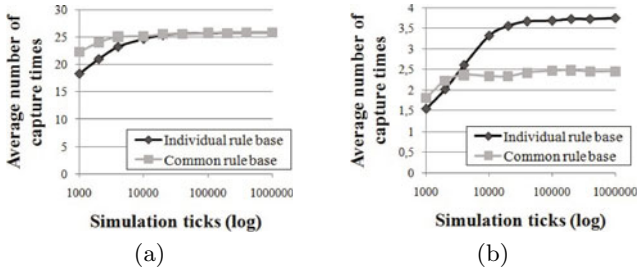 Average number of
capture times
30
25
20
15
10
5
0
Individual rule base
Common rule base
1000
10000
100000
1000000
Simulation ticks (log)
(a)
Average number of
capture times
4
3,5
3
2,5
2
1,5
1
0,5
0
Individual rule base
Common rule base
1000
10000
100000
1000000
Simulation ticks (log)
(b)